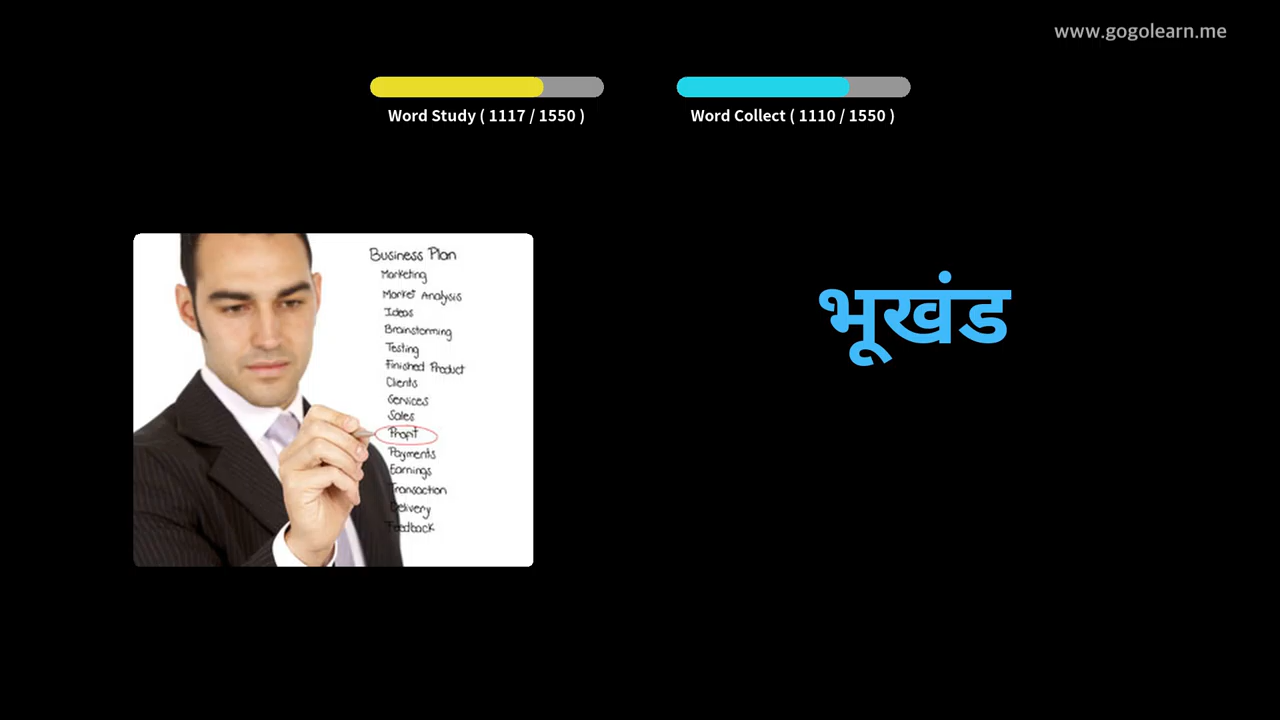 www.gogolearn.me
Word Study ( 1117 / 1550 )
Word Collect ( 1110 / 1550 )
Business Plan
Marketing
Market Analysis
Ideas
Brainstorming
Testing
Finished Product
Clients
Services
Sales
Profit
Payments
Earnings
Transaction
Delivery
Feedback
भूखंड